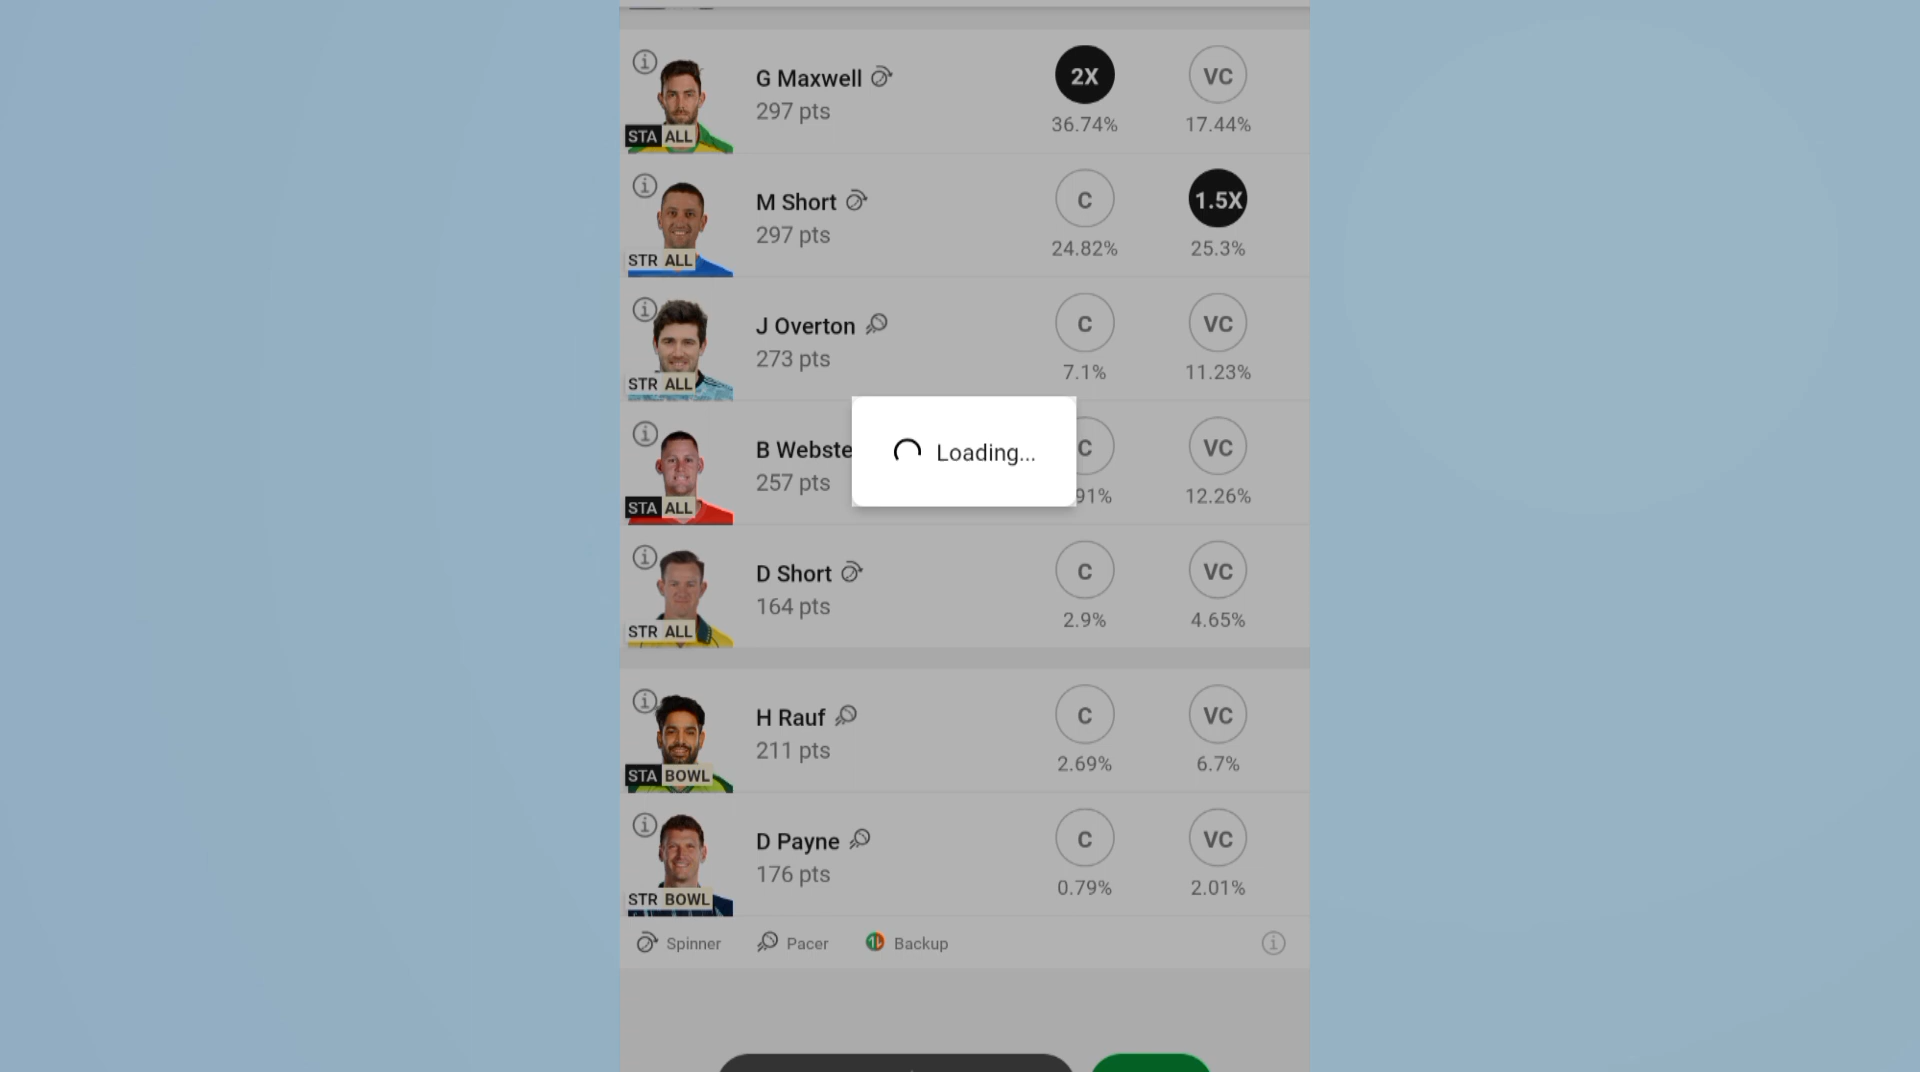 G Maxwell
297 pts
STA ALL
2X
36.74%
VC
17.44%
M Short
297 pts
STR ALL
C
24.82%
1.5X
25.3%
J Overton
273 pts
STR ALL
C
7.1%
VC
11.23%
B Webste
257 pts
STA ALL
Loading...
C
91%
VC
12.26%
D Short
164 pts
STR ALL
C
2.9%
VC
4.65%
H Rauf
211 pts
STA BOWL
C
2.69%
VC
6.7%
D Payne
176 pts
STR BOWL
C
0.79%
VC
2.01%
Spinner Pacer Backup